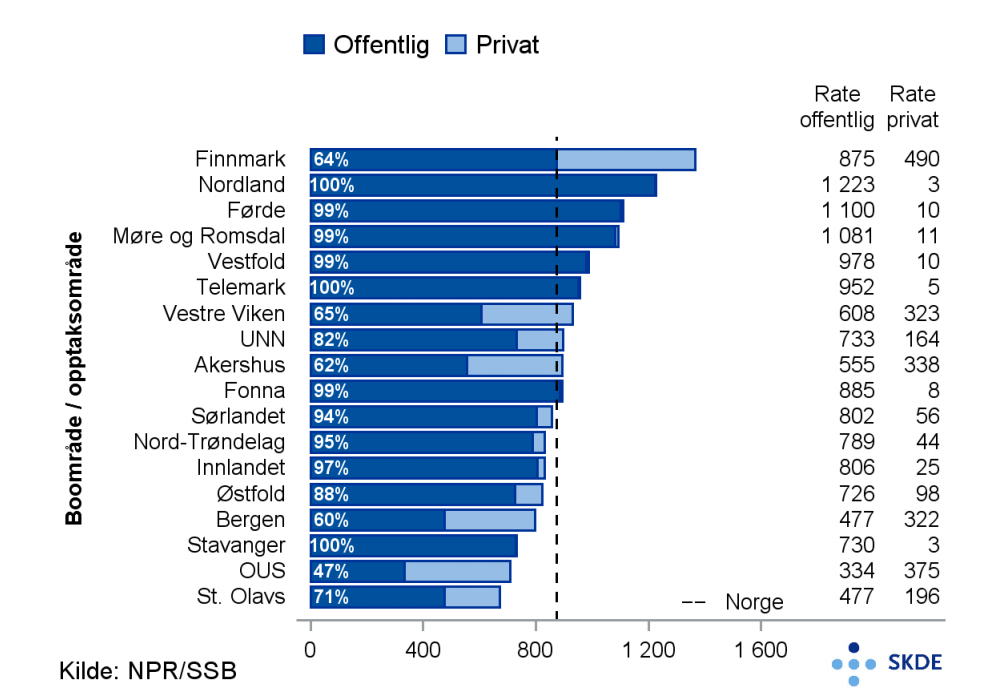 Offentlig Privat
Rate Rate
offentlig privat
Finnmark 64% 875 490
Nordland 100% 1 223 3
Førde 99% 1 100 10
Møre og Romsdal 99% 1 081 11
Vestfold 99% 978 10
Telemark 100% 952 5
Vestre Viken 65% 608 323
UNN 82% 733 164
Akershus 62% 555 338
Fonna 99% 885 8
Sørlandet 94% 802 56
Nord-Trøndelag 95% 789 44
Innlandet 97% 806 25
Østfold 88% 726 98
Bergen 60% 477 322
Stavanger 100% 730 3
OUS 47% 334 375
St. Olavs 71% 477 196
Boområde / opptaksområde
Norge
0 400 800 1 200 1 600
Kilde: NPR/SSB
SKDE